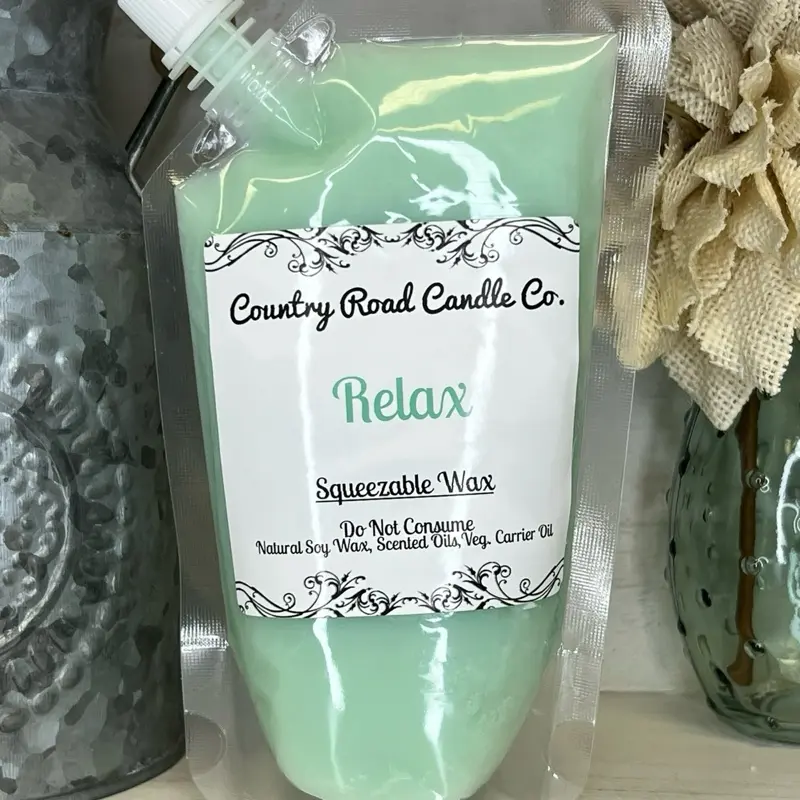 Country Road Candle Co.
Relax
Squeezable Wax
Do Not Consume
Natural Soy Wax, Scented Oils,Veg. Carrier Oil